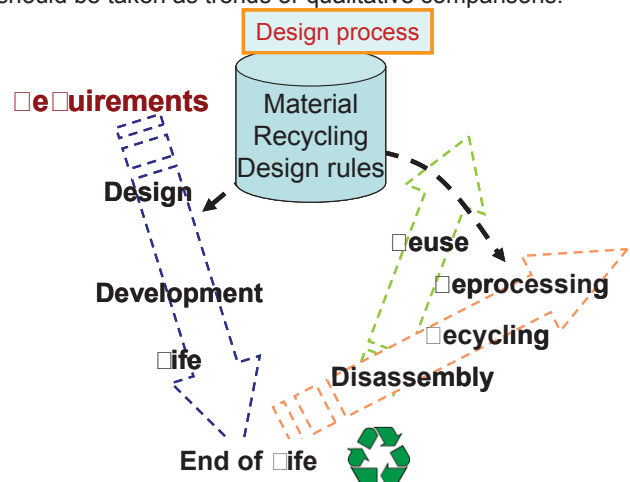 should be taken as trends or qualitative comparisons.
Design process
□e□uirements
Material
Recycling
Design rules
Design
□euse
Development
□eprocessing
□ecycling
□ife
Disassembly
End of □ife